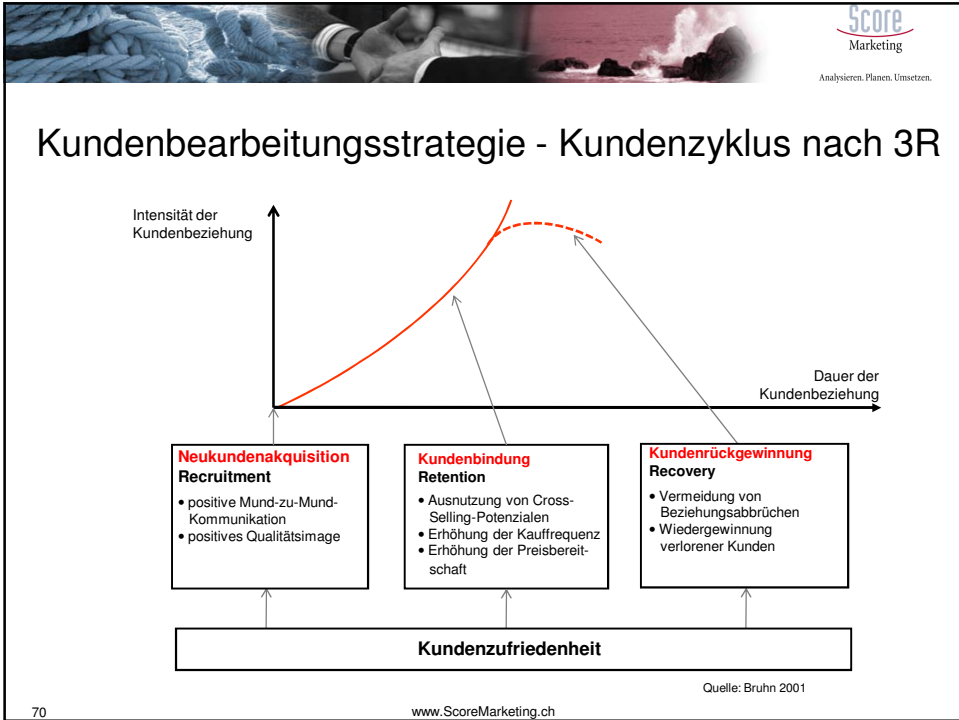 Score
Marketing
Analysieren. Planen. Umsetzen.
Kundenbearbeitungsstrategie - Kundenzyklus nach 3R
Intensität der
Kundenbeziehung
Dauer der
Kundenbeziehung
Neukundenakquisition
Recruitment
• positive Mund-zu-Mund-
Kommunikation
• positives Qualitätsimage
Kundenbindung
Retention
• Ausnutzung von Cross-
Selling-Potenzialen
• Erhöhung der Kauffrequenz
• Erhöhung der Preisbereit-
schaft
Kundenrückgewinnung
Recovery
• Vermeidung von
Beziehungsabbrüchen
• Wiedergewinnung
verlorener Kunden
Kundenzufriedenheit
Quelle: Bruhn 2001
70
www.ScoreMarketing.ch